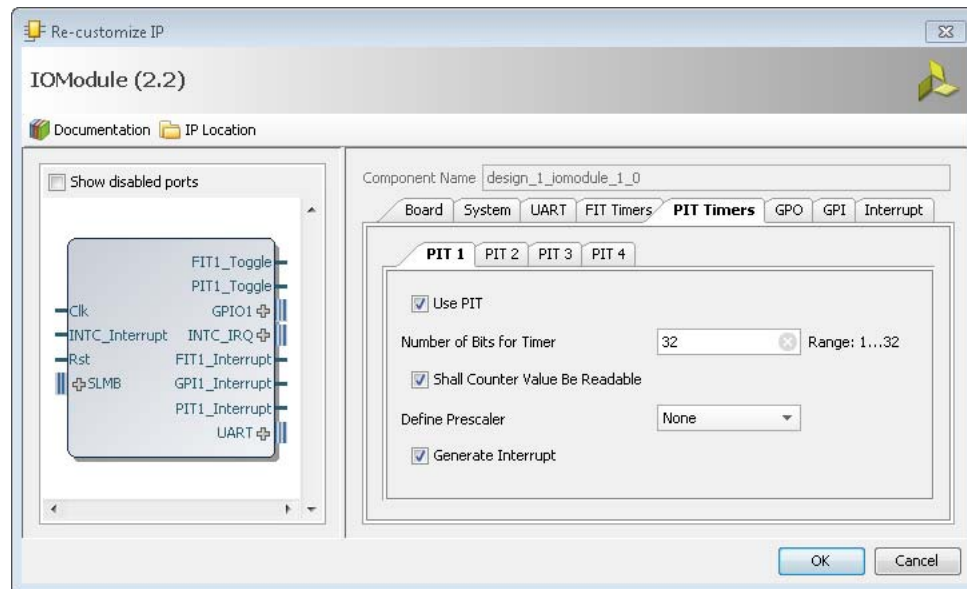 Re-customize IP
IOModule (2.2)
Documentation IP Location
Show disabled ports
FIT1_Toggle
PIT1_Toggle
Clk GPIO1
INTC_Interrupt INTC_IRQ
Rst FIT1_Interrupt
SLMB GPI1_Interrupt
PIT1_Interrupt
UART
Component Name design_1_iomodule_1_0
Board System UART FIT Timers PIT Timers GPO GPI Interrupt
PIT 1 PIT 2 PIT 3 PIT 4
Use PIT
Number of Bits for Timer 32 Range: 1...32
Shall Counter Value Be Readable
Define Prescaler None
Generate Interrupt
OK Cancel